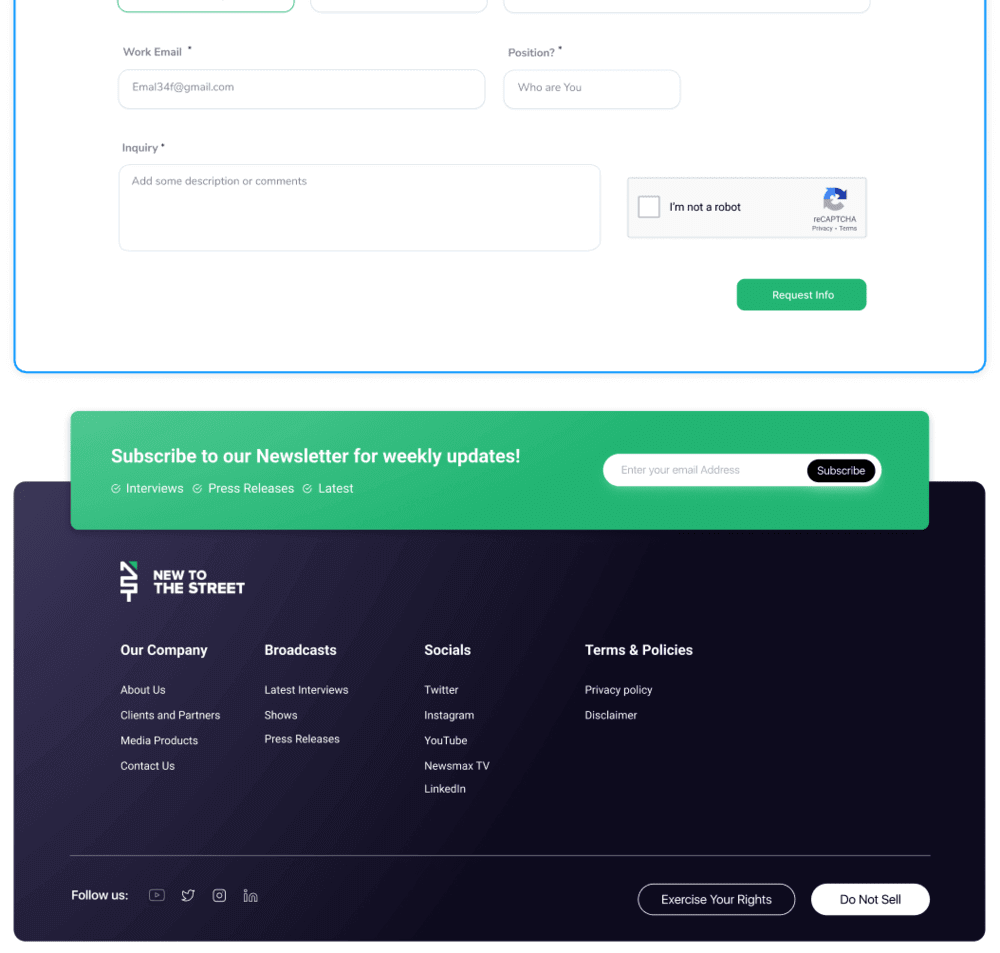 Work Email *
Position? *
Emal34f@gmail.com
Who are You
Inquiry *
Add some description or comments
I'm not a robot
reCAPTCHA
Privacy - Terms
Request Info
Subscribe to our Newsletter for weekly updates!
Interviews Press Releases Latest
Enter your email Address
Subscribe
NEW TO
THE STREET
Our Company
About Us
Clients and Partners
Media Products
Contact Us
Broadcasts
Latest Interviews
Shows
Press Releases
Socials
Twitter
Instagram
YouTube
Newsmax TV
LinkedIn
Terms & Policies
Privacy policy
Disclaimer
Follow us:
Exercise Your Rights
Do Not Sell